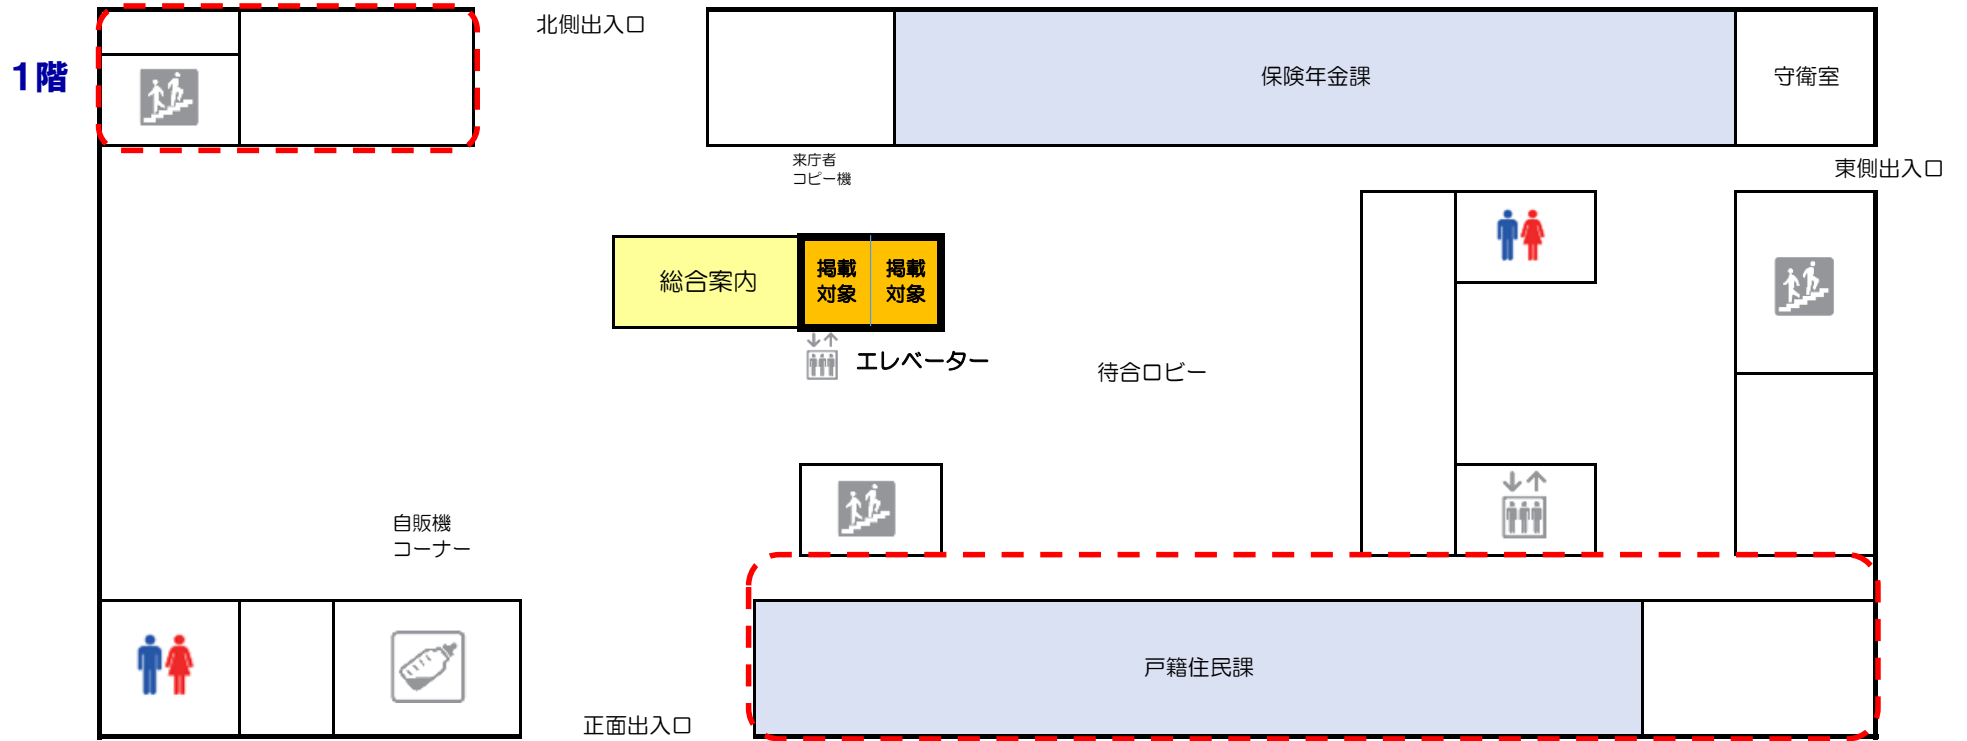 北側出入口
1階
保険年金課
守衛室
来庁者
コピー機
東側出入口
総合案内
掲載
対象
掲載
対象
エレベーター
待合ロビー
自販機
コーナー
戸籍住民課
正面出入口